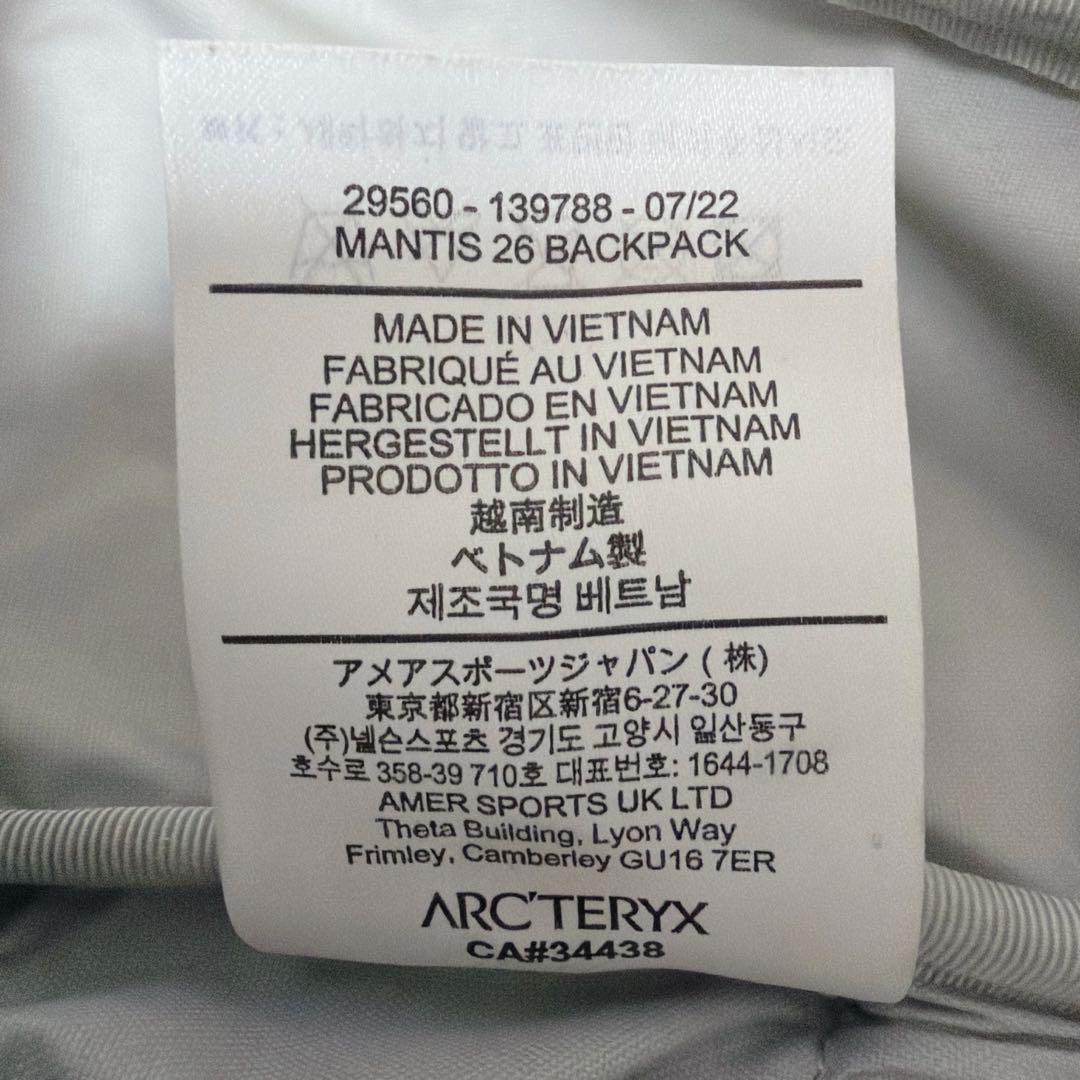 29560 - 139788 - 07/22
MANTIS 26 BACKPACK
MADE IN VIETNAM
FABRIQUÉ AU VIETNAM
FABRICADO EN VIETNAM
HERGESTELLT IN VIETNAM
PRODOTTO IN VIETNAM
越南制造
ベトナム製
제조국명 베트남
アメアスポーツジャパン ( 株)
東京都新宿区新宿6-27-30
(주)넬슨스포츠 경기도 고양시 일산동구
호수로 358-39 710호 대표번호: 1644-1708
AMER SPORTS UK LTD
Theta Building, Lyon Way
Frimley, Camberley GU16 7ER
ARC'TERYX
CA#34438